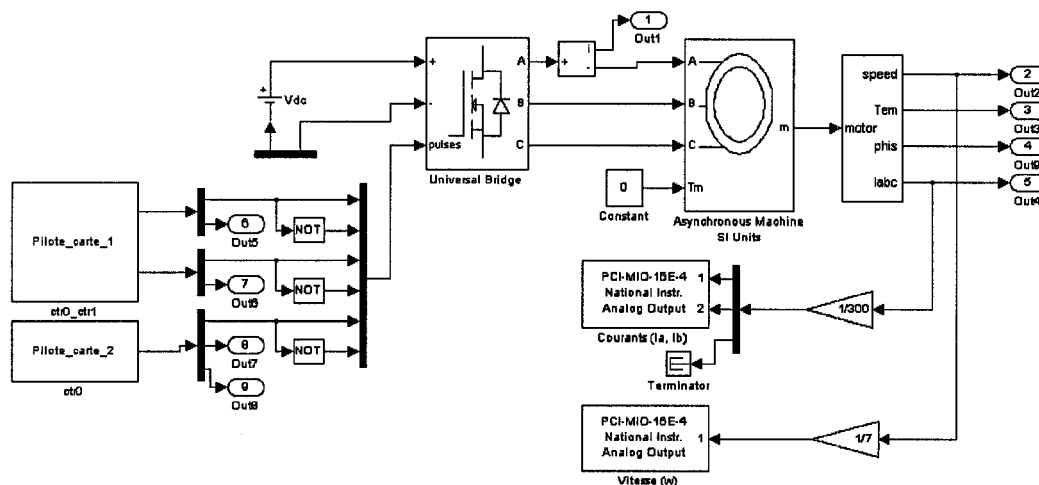 1
Out1
+
i
-
+
Vdc
+
-
pulses
A
B
C
Universal Bridge
A
B
C
Tm
m
Asynchronous Machine
SI Units
0
Constant
motor
speed
Tem
phis
Iabc
2
Out2
3
Out3
4
Out9
5
Out4
Pilote_carte_1
ctr0_ctr1
Pilote_carte_2
ctr0
6
Out5
NOT
7
Out6
NOT
8
Out7
NOT
9
Out8
PCI-MIO-16E-4
National Instr.
Analog Output
1
2
Courants (Ia, Ib)
1/300
Terminator
PCI-MIO-16E-4
National Instr.
Analog Output
1
Vitesse (w)
1/7